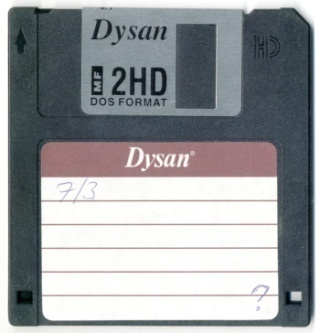 Dysan
HD
MF 2HD
DOS FORMAT
Dysan®
7/3
?